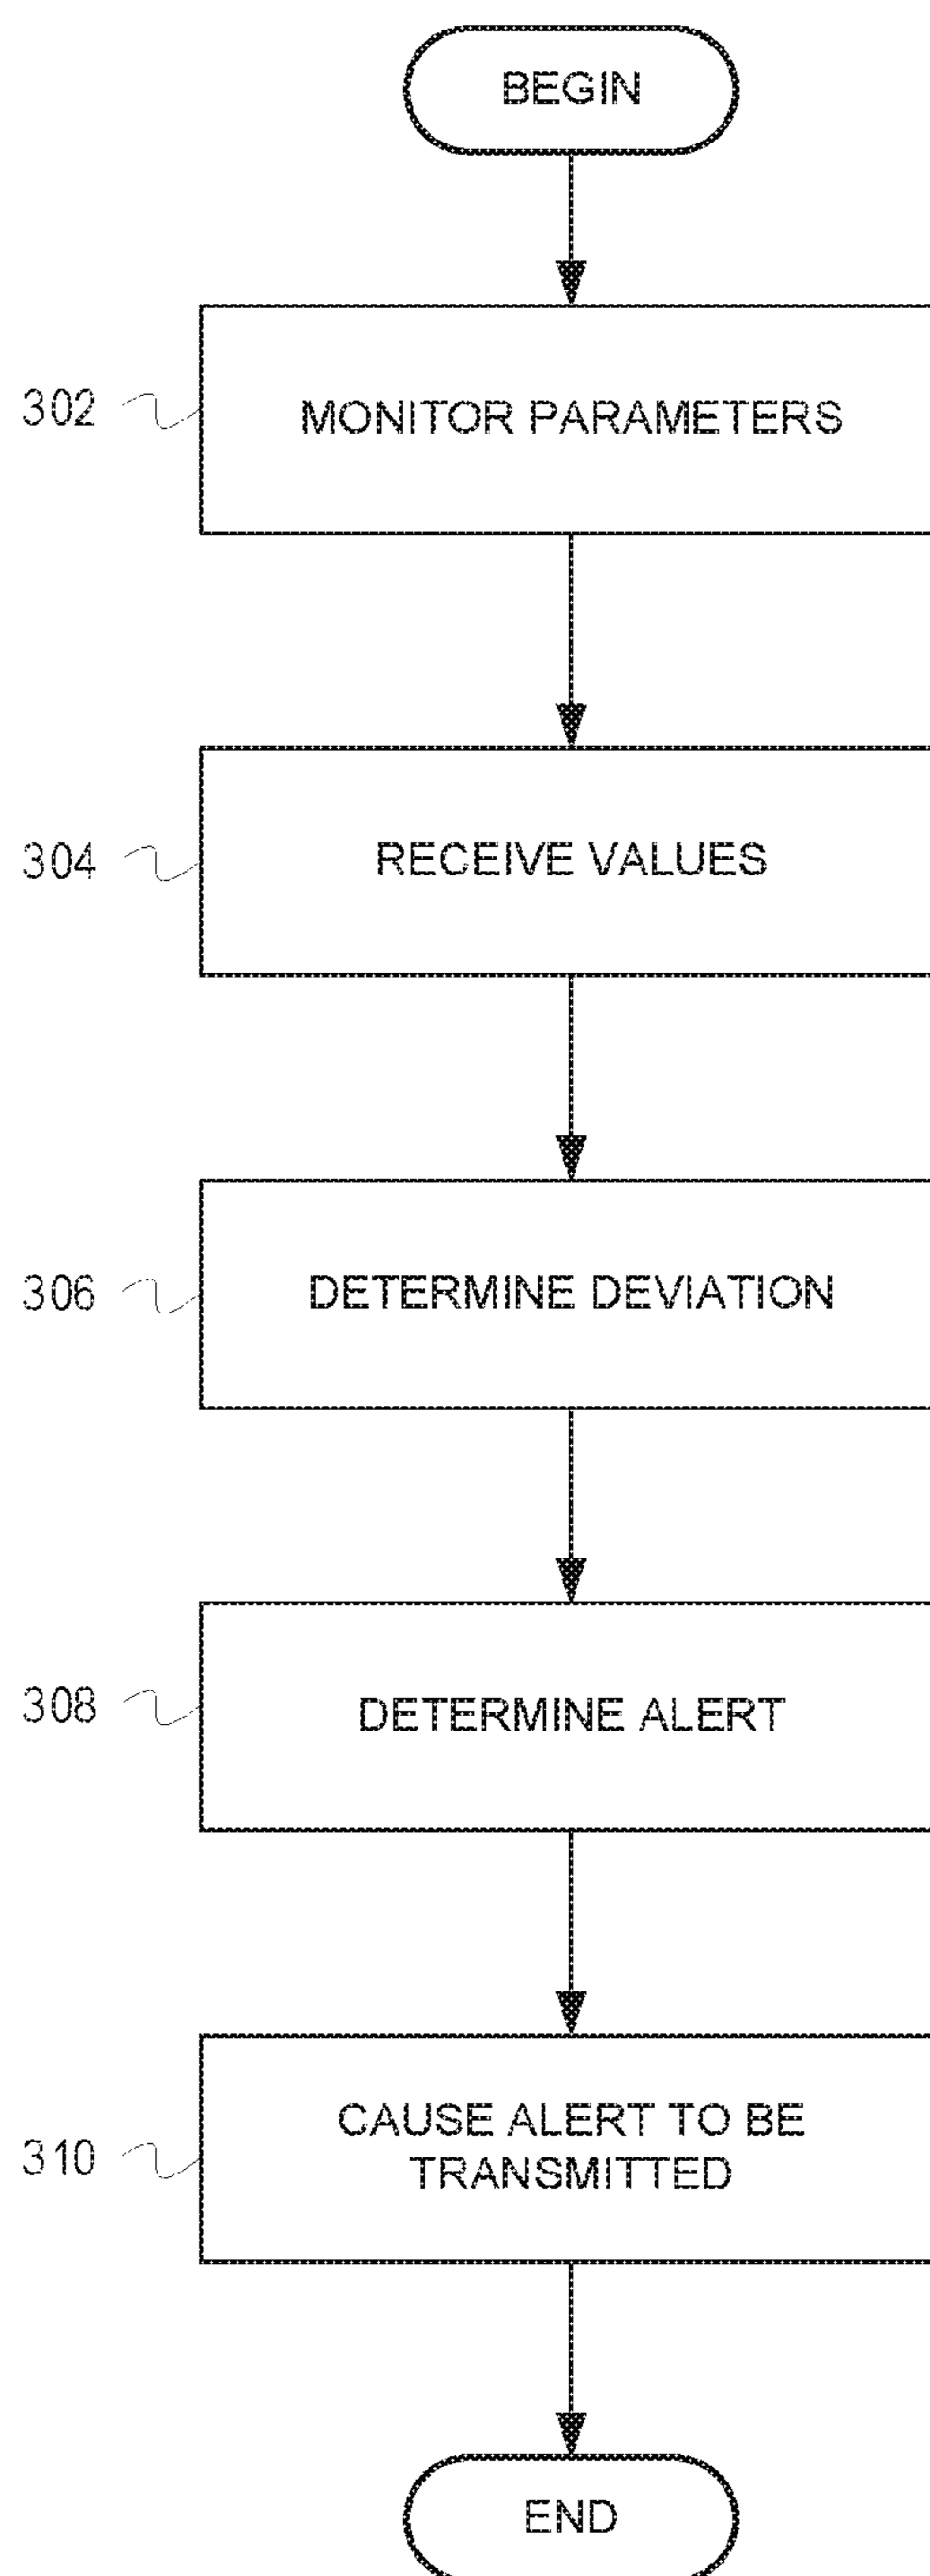 BEGIN
302
MONITOR PARAMETERS
304
RECEIVE VALUES
306
DETERMINE DEVIATION
308
DETERMINE ALERT
310
CAUSE ALERT TO BE
TRANSMITTED
END